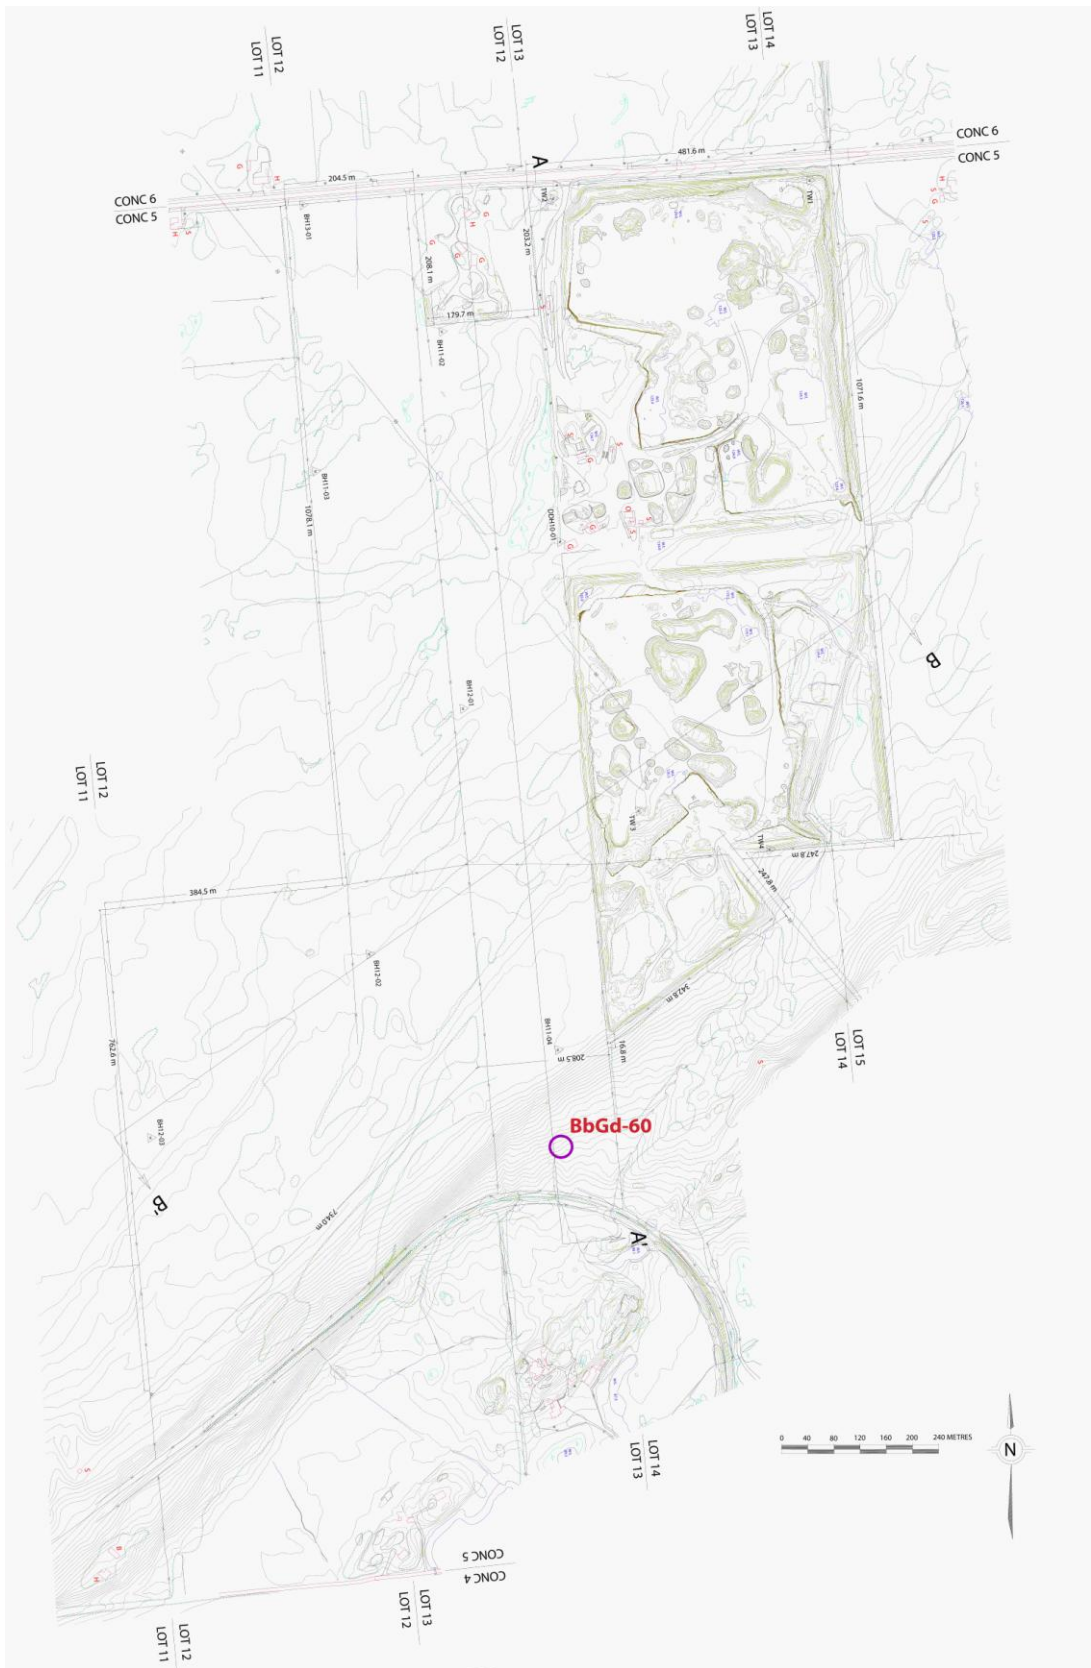 LOT 12
LOT 11
LOT 13
LOT 12
LOT 14
LOT 13
CONC 6
CONC 5
481.6 m
A
204.5 m
CONC 6
CONC 5
G
H
H
S
G
S
S
H
TW2
TW1
BH13-01
G
H
G
G
G
203.2 m
208.1 m
179.7 m
S
BH11-02
1071.6 m
BH11-03
1078.1 m
S
G
S
DDH10-01
G
G
O
S
S
B
BH12-01
LOT 12
LOT 11
TW3
TW4
247.8 m
247.8 m
384.5 m
BH12-02
342.8 m
BH11-04
208.5 m
16.8 m
LOT 15
LOT 14
S
762.6 m
BbGd-60
BH12-03
B'
734.0 m
A'
0 40 80 120 160 200 240 METRES
N
LOT 14
LOT 13
S
B
H
CONC 5
CONC 4
LOT 13
LOT 12
LOT 12
LOT 11